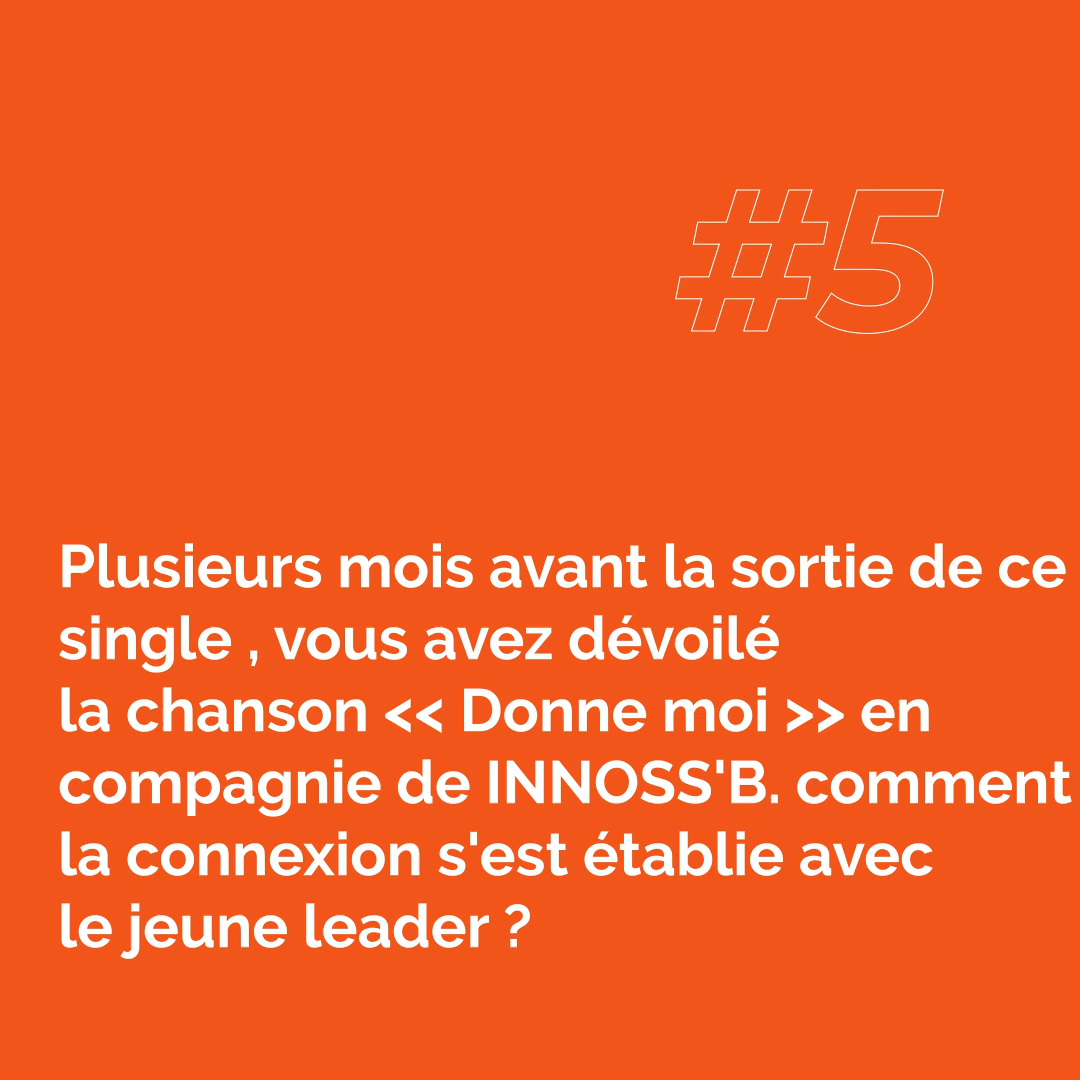 #5
Plusieurs mois avant la sortie de ce
single , vous avez dévoilé
la chanson << Donne moi >> en
compagnie de INNOSS'B. comment
la connexion s'est établie avec
le jeune leader ?